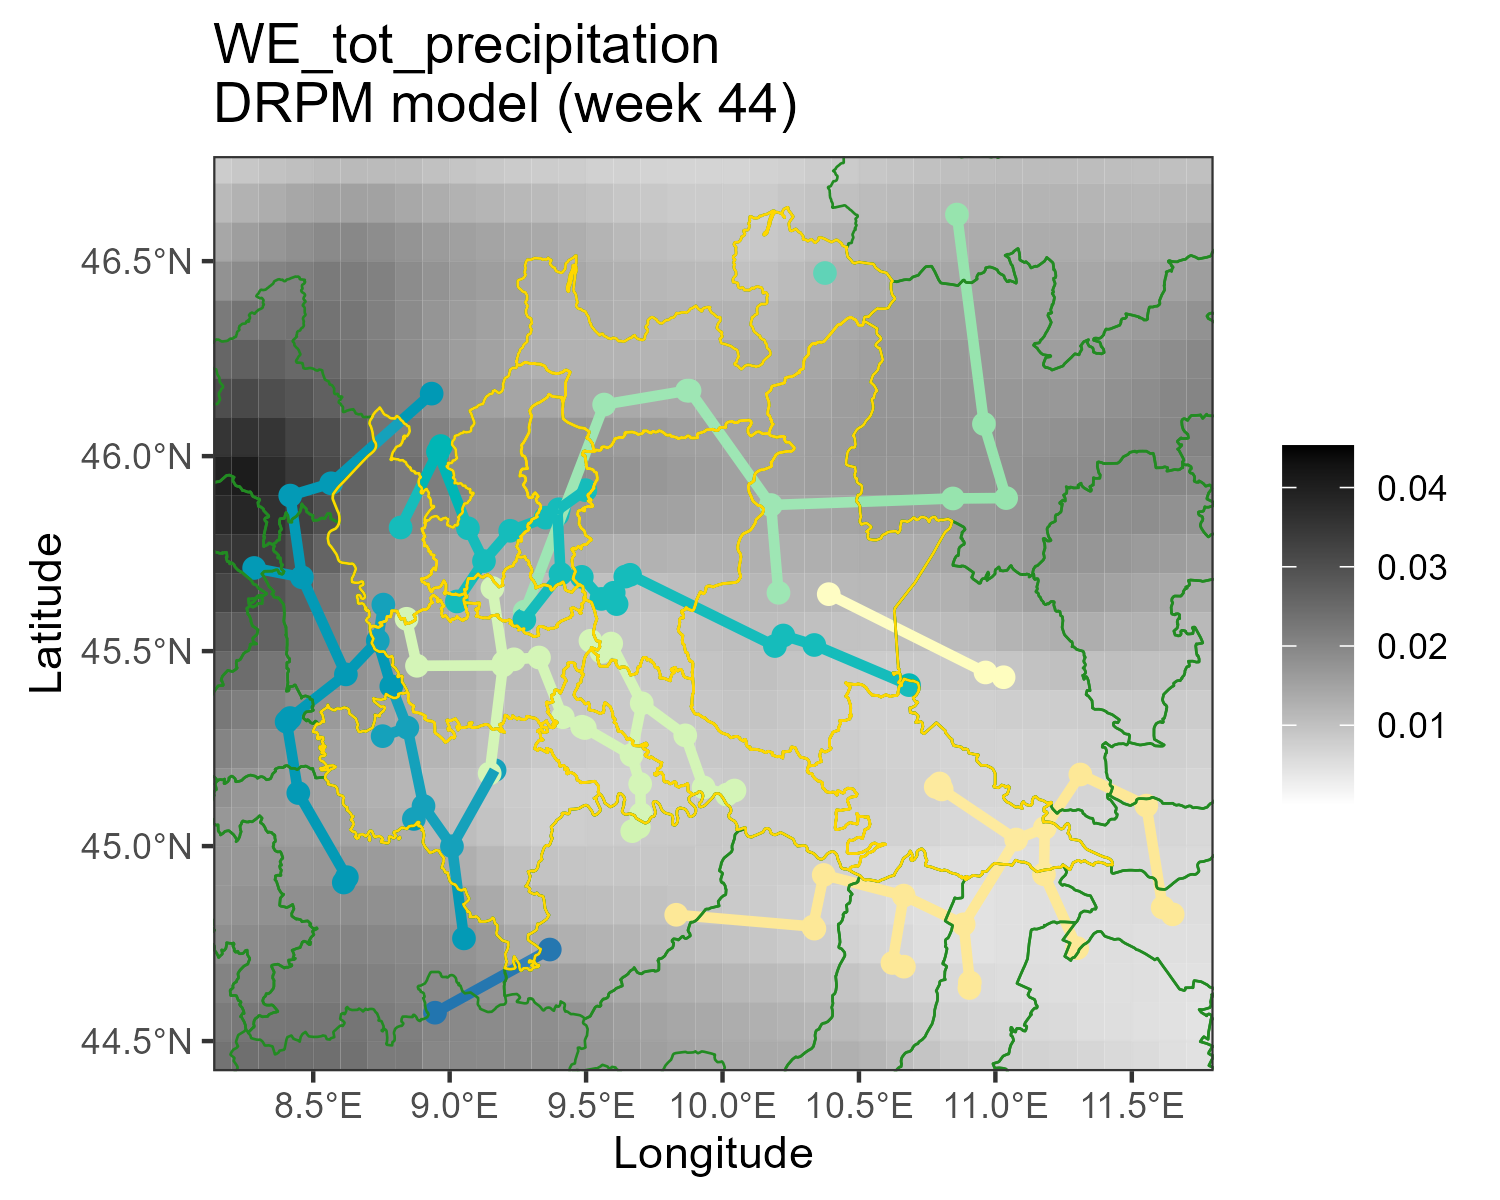 WE_tot_precipitation
DRPM model (week 44)
46.5°N
46.0°N
45.5°N
45.0°N
44.5°N
Latitude
8.5°E
9.0°E
9.5°E
10.0°E
10.5°E
11.0°E
11.5°E
Longitude
0.04
0.03
0.02
0.01